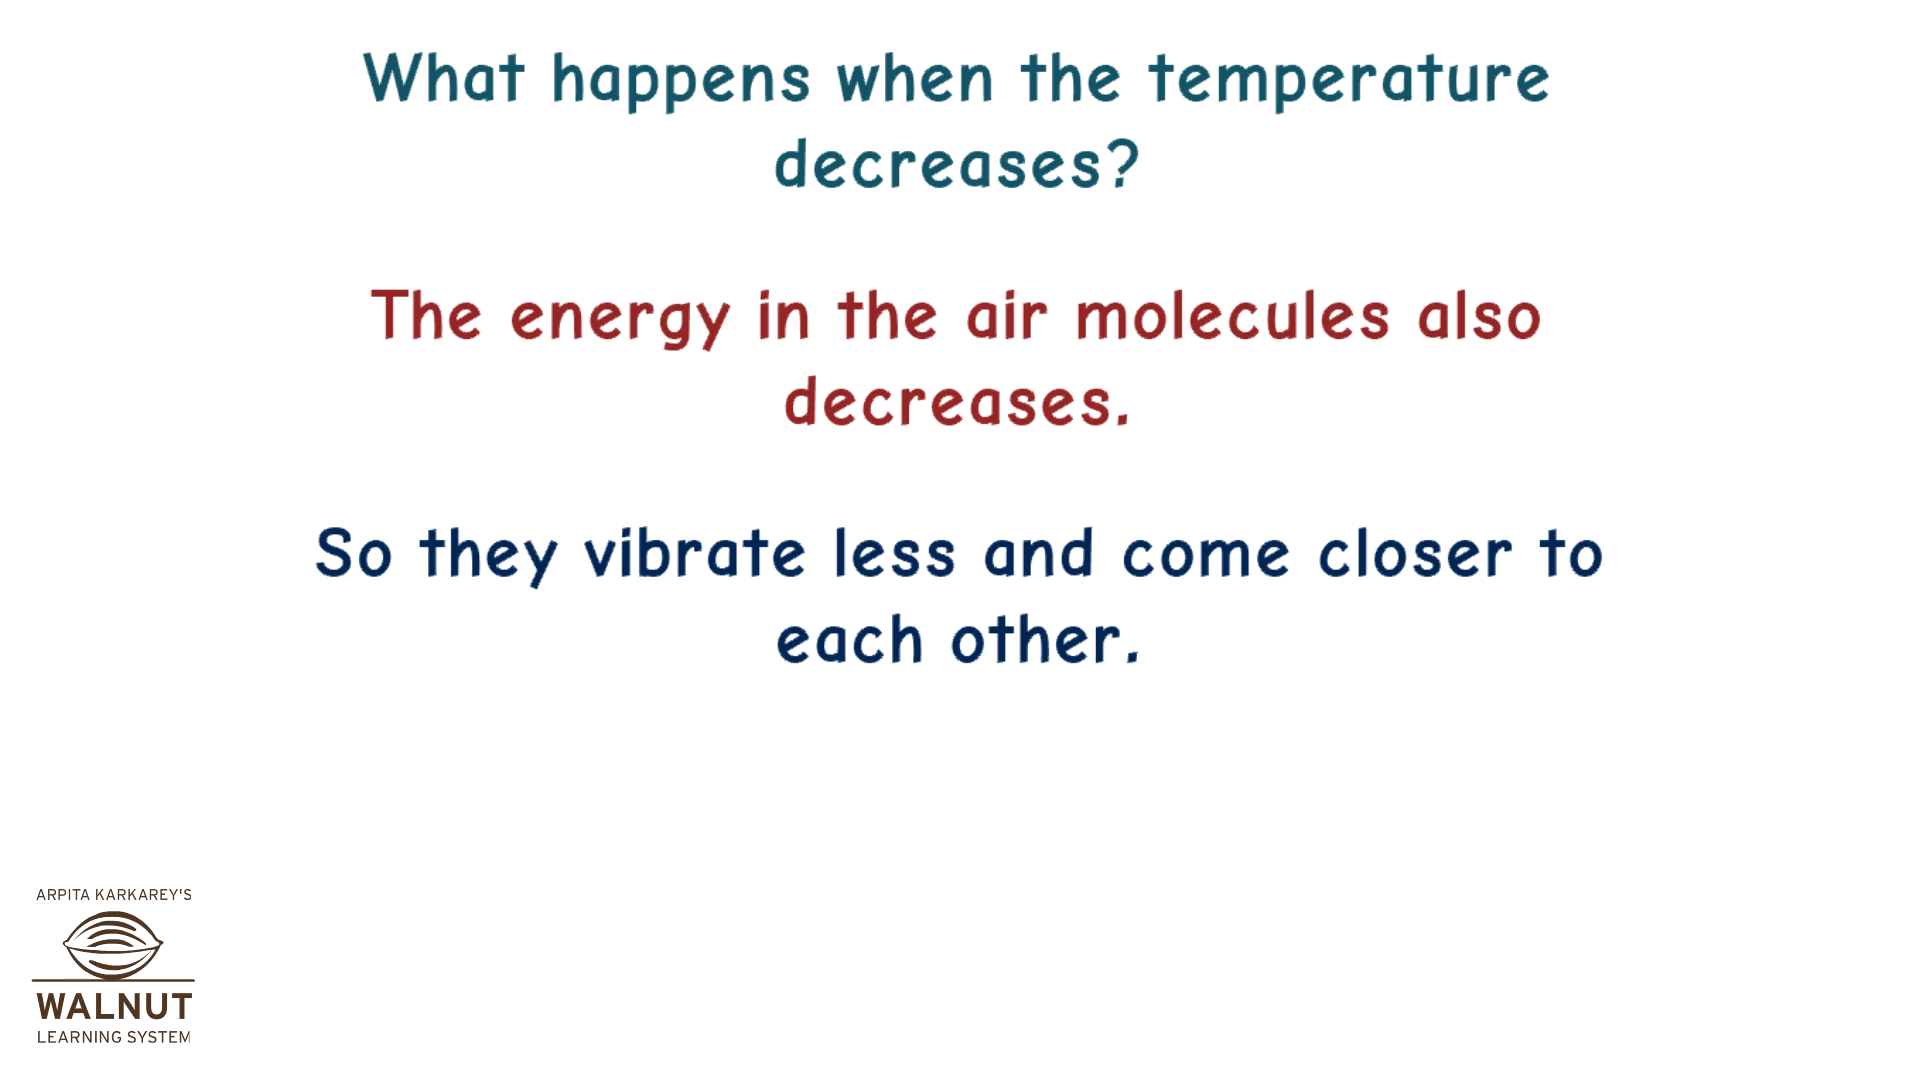 What happens when the temperature
decreases?
The energy in the air molecules also
decreases.
So they vibrate less and come closer to
each other.
ARPITA KARKAREY'S
WALNUT
LEARNING SYSTEM